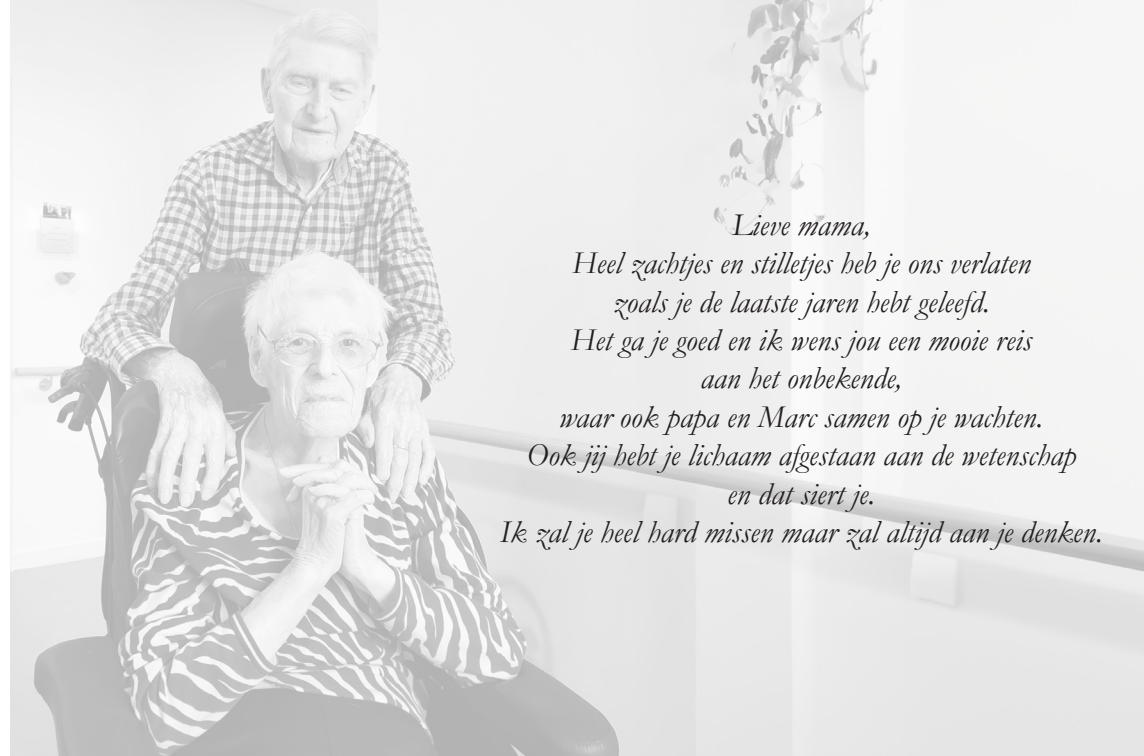 Lieve mama,
Heel zachtjes en stilletjes heb je ons verlaten
zoals je de laatste jaren hebt geleefd.
Het ga je goed en ik wens jou een mooie reis
aan het onbekende,
waar ook papa en Marc samen op je wachten.
Ook jij hebt je lichaam afgestaan aan de wetenschap
en dat siert je.
Ik zal je heel hard missen maar zal altijd aan je denken.